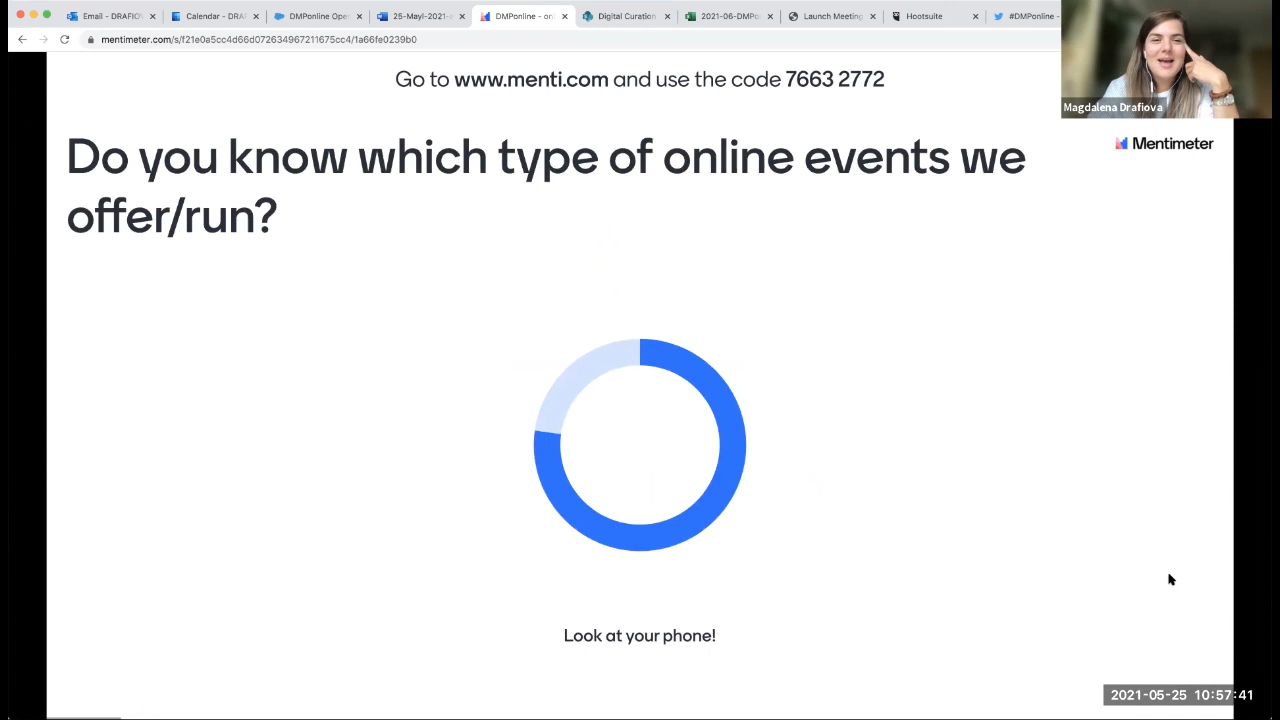 Email - DRAFIOV
Calendar - DRAF
DMPonline Oper
25-Mayl-2021-e
DMPonline - onl
Digital Curation
2021-06-DMPo
Launch Meeting
Hootsuite
#DMPonline -
mentimeter.com/s/f21e0a5cc4d66d072634967211675cc4/1a66fe0239b0
Go to www.menti.com and use the code 7663 2772
Magdalena Drafiova
Mentimeter
Do you know which type of online events we
offer/run?
Look at your phone!
2021-05-25 10:57:41